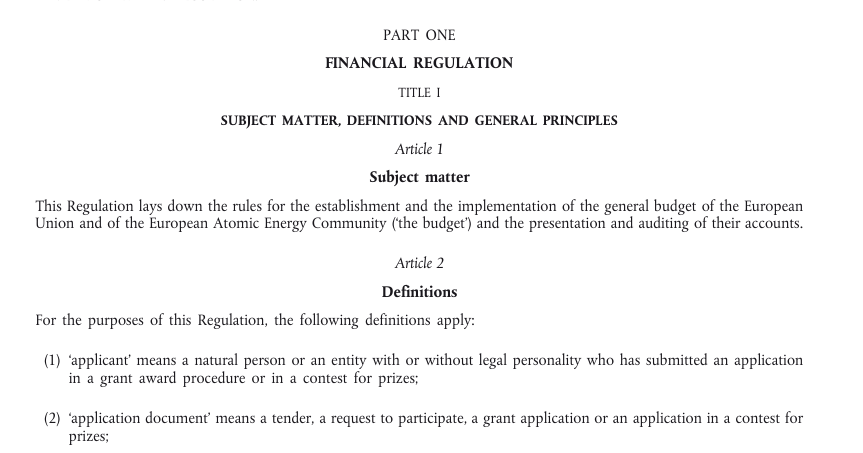 PART ONE
FINANCIAL REGULATION
TITLE I
SUBJECT MATTER, DEFINITIONS AND GENERAL PRINCIPLES
Article 1
Subject matter
This Regulation lays down the rules for the establishment and the implementation of the general budget of the European
Union and of the European Atomic Energy Community (‘the budget’) and the presentation and auditing of their accounts.
Article 2
Definitions
For the purposes of this Regulation, the following definitions apply:
(1) ‘applicant’ means a natural person or an entity with or without legal personality who has submitted an application
in a grant award procedure or in a contest for prizes;
(2) ‘application document’ means a tender, a request to participate, a grant application or an application in a contest for
prizes;